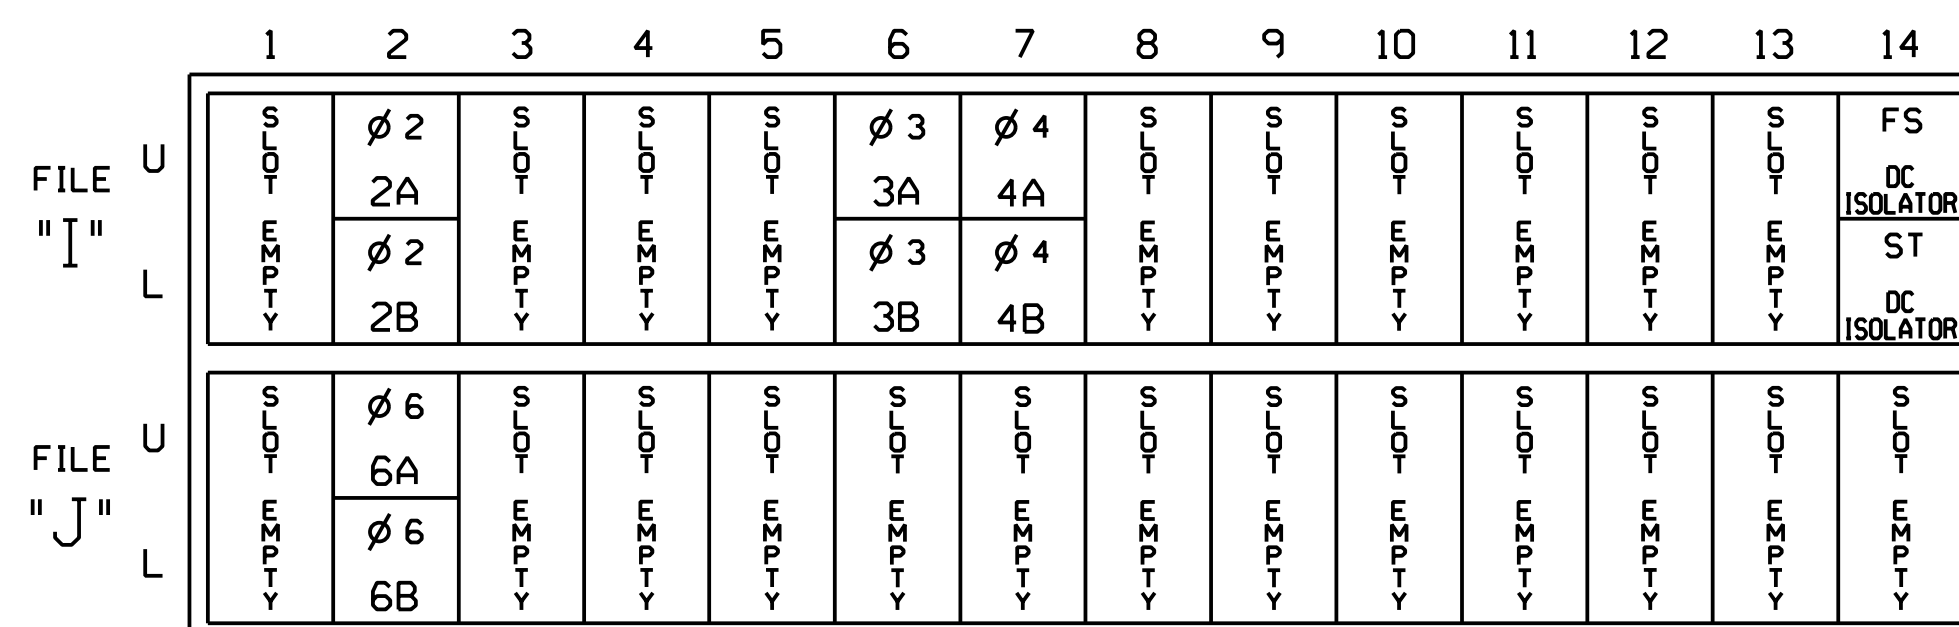 1 2 3 4 5 6 7 8 9 10 11 12 13 14
FILE "I"
U
L
SLOT EMPTY
Ø 2
2A
Ø 2
2B
SLOT EMPTY
SLOT EMPTY
SLOT EMPTY
Ø 3
3A
Ø 3
3B
Ø 4
4A
Ø 4
4B
SLOT EMPTY
SLOT EMPTY
SLOT EMPTY
SLOT EMPTY
SLOT EMPTY
SLOT EMPTY
FS
DC
ISOLATOR
ST
DC
ISOLATOR
FILE "J"
U
L
SLOT EMPTY
Ø 6
6A
Ø 6
6B
SLOT EMPTY
SLOT EMPTY
SLOT EMPTY
SLOT EMPTY
SLOT EMPTY
SLOT EMPTY
SLOT EMPTY
SLOT EMPTY
SLOT EMPTY
SLOT EMPTY
SLOT EMPTY
SLOT EMPTY